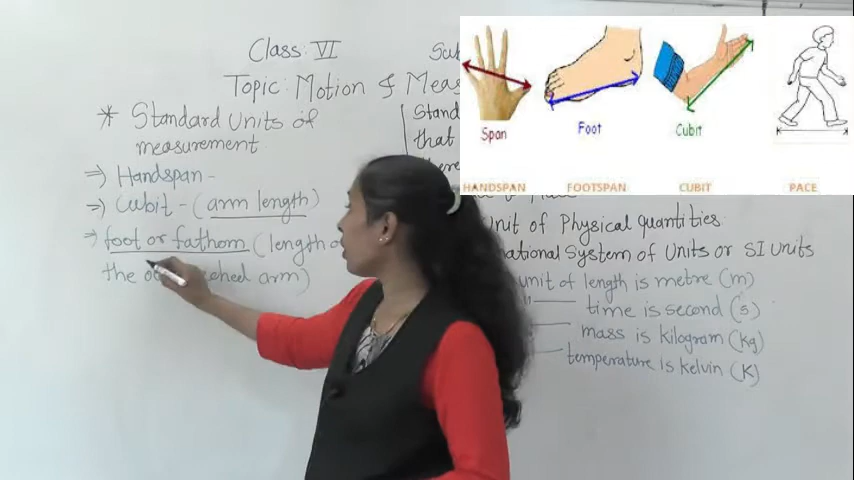 Class: VI
Topic: Motion & Meas
* Standard Units of
measurement
⇒ Handspan -
⇒ Cubit - (arm length)
⇒ foot or fathom (length o
the arm)
Stand
that
Unit of Physical quantities
national System of Units or SI Units
unit of length is metre (m)
time is second (s)
mass is kilogram (kg)
temperature is kelvin (K)
Span
Foot
Cubit
HANDSPAN FOOTSPAN CUBIT PACE